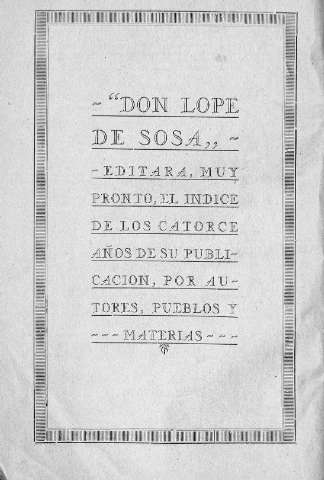 - "DON LOPE
DE SOSA„ -
- EDITARA, MUY
PRONTO, EL INDICE
DE LOS CATORCE
AÑOS DE SU PUBLI-
CACION, POR AU-
TORES, PUEBLOS Y
--- MATERIAS ---